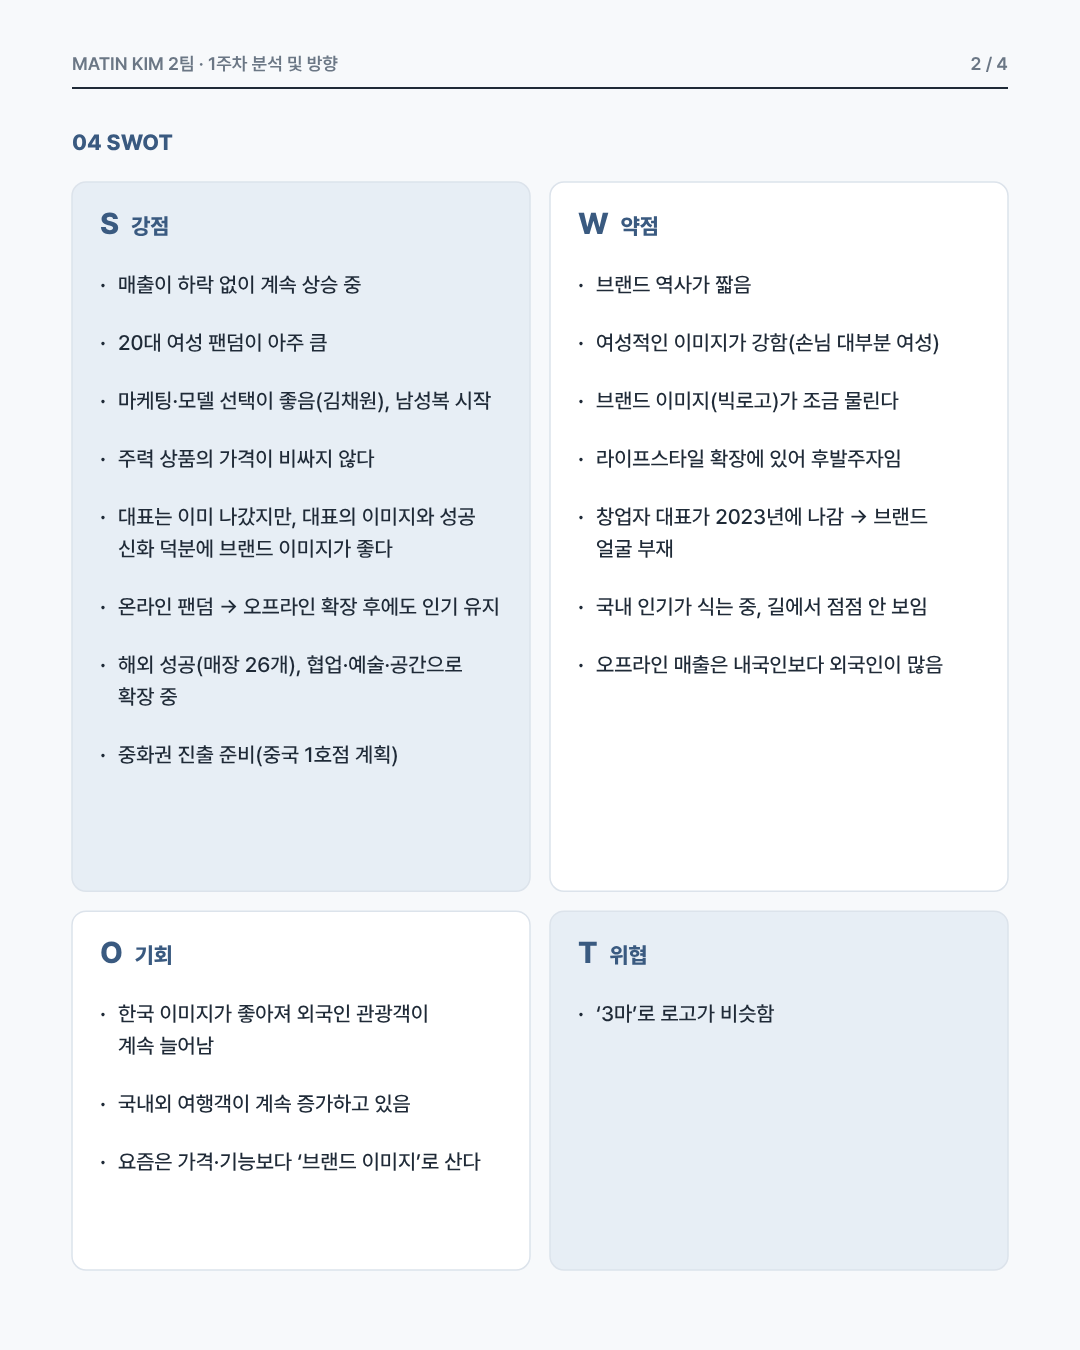 MATIN KIM 2팀 · 1주차 분석 및 방향
2 / 4
04 SWOT
S 강점
· 매출이 하락 없이 계속 상승 중
· 20대 여성 팬덤이 아주 큼
· 마케팅·모델 선택이 좋음(김채원), 남성복 시작
· 주력 상품의 가격이 비싸지 않다
· 대표는 이미 나갔지만, 대표의 이미지와 성공
신화 덕분에 브랜드 이미지가 좋다
· 온라인 팬덤 → 오프라인 확장 후에도 인기 유지
· 해외 성공(매장 26개), 협업·예술·공간으로
확장 중
· 중화권 진출 준비(중국 1호점 계획)
W 약점
· 브랜드 역사가 짧음
· 여성적인 이미지가 강함(손님 대부분 여성)
· 브랜드 이미지(빅로고)가 조금 물린다
· 라이프스타일 확장에 있어 후발주자임
· 창업자 대표가 2023년에 나감 → 브랜드
얼굴 부재
· 국내 인기가 식는 중, 길에서 점점 안 보임
· 오프라인 매출은 내국인보다 외국인이 많음
O 기회
· 한국 이미지가 좋아져 외국인 관광객이
계속 늘어남
· 국내외 여행객이 계속 증가하고 있음
· 요즘은 가격·기능보다 ‘브랜드 이미지’로 산다
T 위협
· ‘3마’로 로고가 비슷함